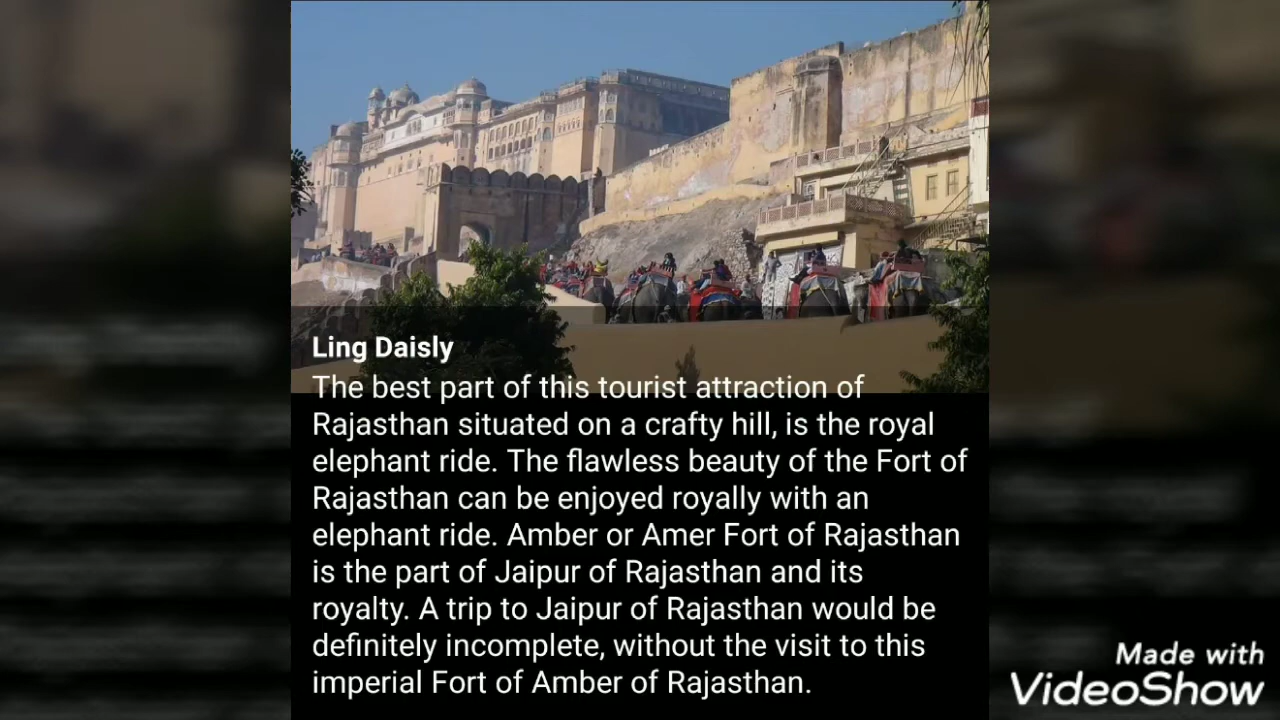 Ling Daisly
The best part of this tourist attraction of
Rajasthan situated on a crafty hill, is the royal
elephant ride. The flawless beauty of the Fort of
Rajasthan can be enjoyed royally with an
elephant ride. Amber or Amer Fort of Rajasthan
is the part of Jaipur of Rajasthan and its
royalty. A trip to Jaipur of Rajasthan would be
definitely incomplete, without the visit to this
imperial Fort of Amber of Rajasthan.
Made with
VideoShow